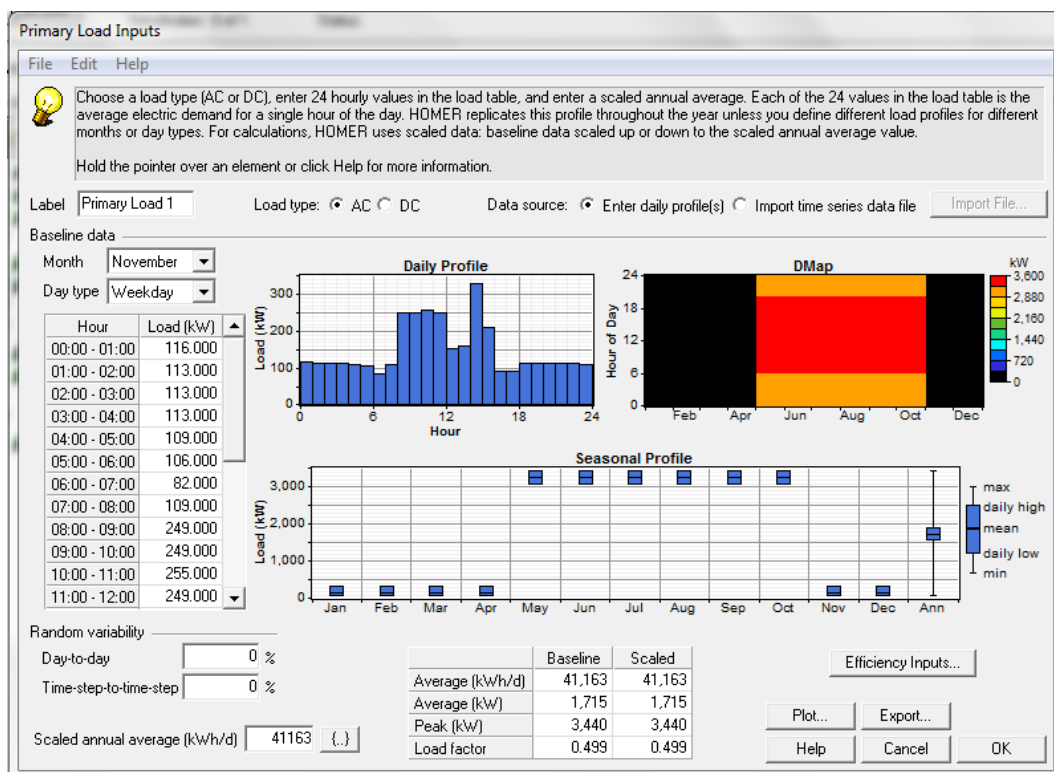 Primary Load Inputs
File Edit Help
Choose a load type (AC or DC), enter 24 hourly values in the load table, and enter a scaled annual average. Each of the 24 values in the load table is the
average electric demand for a single hour of the day. HOMER replicates this profile throughout the year unless you define different load profiles for different
months or day types. For calculations, HOMER uses scaled data: baseline data scaled up or down to the scaled annual average value.
Hold the pointer over an element or click Help for more information.
Label Primary Load 1 Load type: AC DC Data source: Enter daily profile(s) Import time series data file Import File...
Baseline data
Month November
Day type Weekday
Hour Load (kW)
00:00 - 01:00 116.000
01:00 - 02:00 113.000
02:00 - 03:00 113.000
03:00 - 04:00 113.000
04:00 - 05:00 109.000
05:00 - 06:00 106.000
06:00 - 07:00 82.000
07:00 - 08:00 109.000
08:00 - 09:00 249.000
09:00 - 10:00 249.000
10:00 - 11:00 255.000
11:00 - 12:00 249.000
Daily Profile
Load (kW)
300
200
100
0
0 6 12 18 24
Hour
DMap
Hour of Day
24
18
12
6
0
Feb Apr Jun Aug Oct Dec
kW
3,600
2,880
2,160
1,440
720
0
Seasonal Profile
Load (kW)
3,000
2,000
1,000
0
Jan Feb Mar Apr May Jun Jul Aug Sep Oct Nov Dec Ann
max
daily high
mean
daily low
min
Random variability
Day-to-day 0 %
Time-step-to-time-step 0 %
Scaled annual average (kWh/d) 41163 {..}
Baseline Scaled
Average (kWh/d) 41,163 41,163
Average (kW) 1,715 1,715
Peak (kW) 3,440 3,440
Load factor 0.499 0.499
Efficiency Inputs...
Plot... Export...
Help Cancel OK